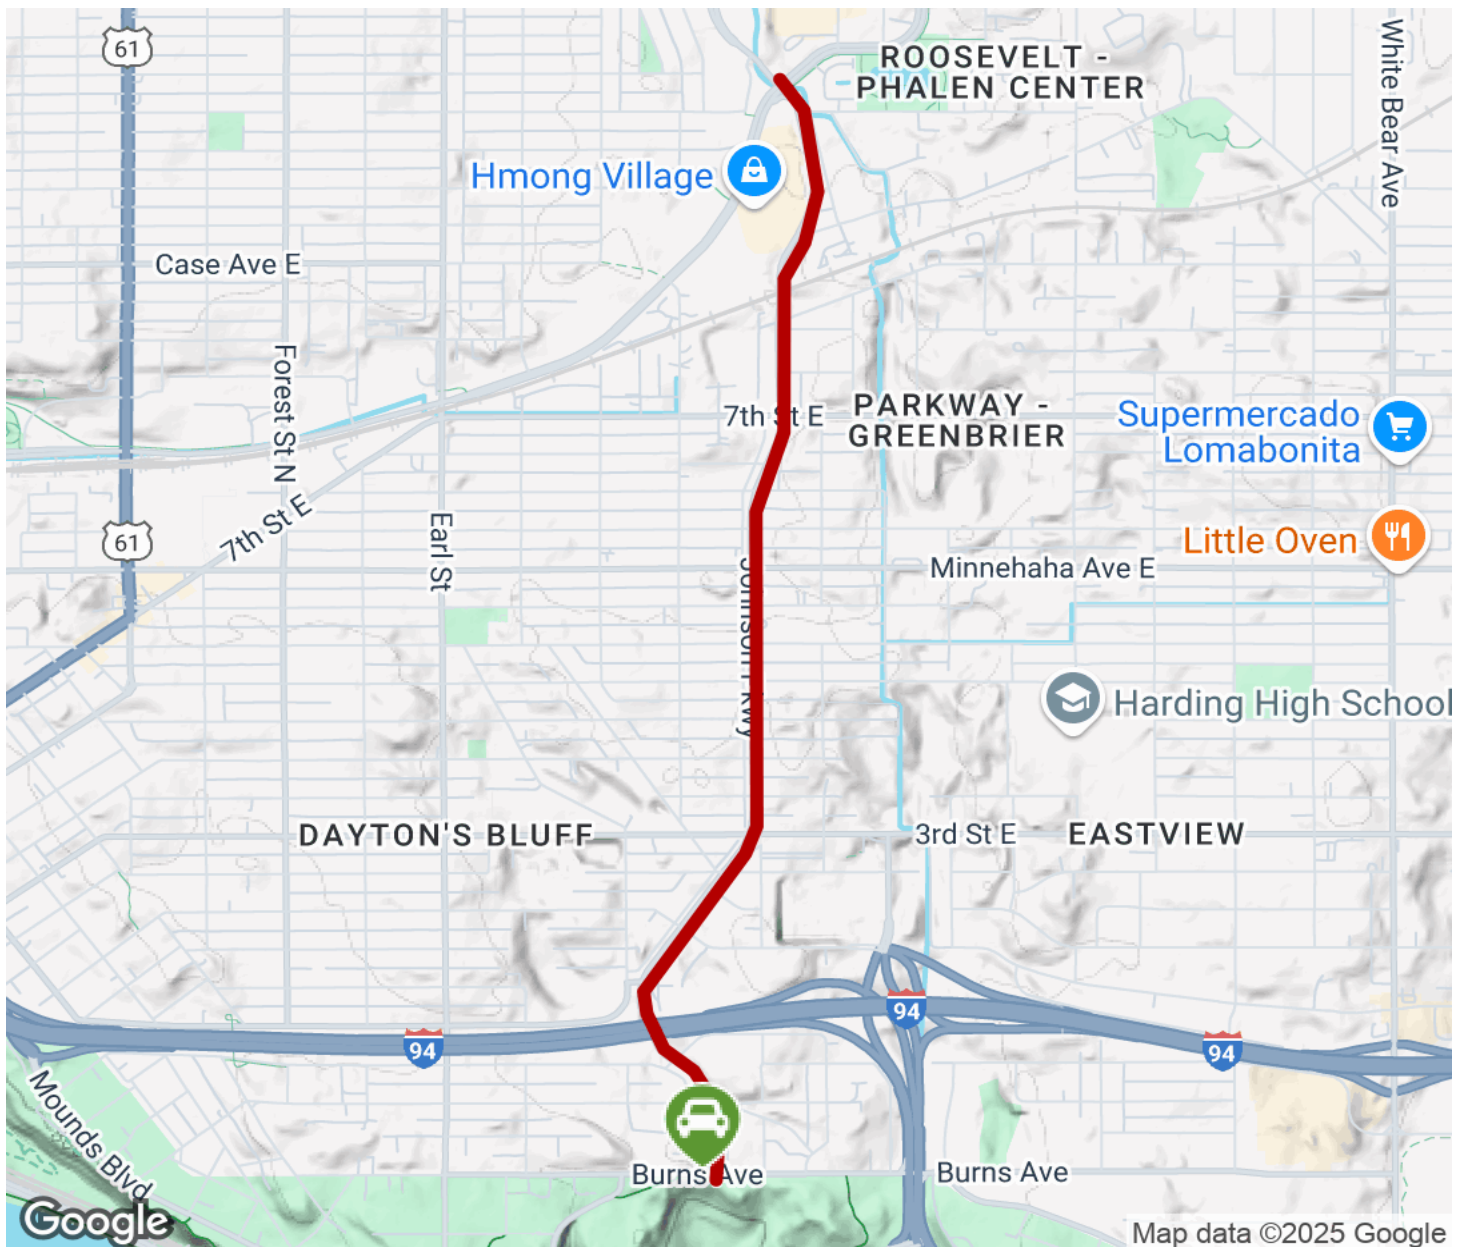 61
ROOSEVELT -
PHALEN CENTER
White Bear Ave
Hmong Village
Case Ave E
Forest St N
7th St E
PARKWAY -
GREENBRIER
Supermercado
Lomabonita
7th St E
Earl St
61
Little Oven
Minnehaha Ave E
Johnson Pkwy
Harding High School
DAYTON'S BLUFF
3rd St E
EASTVIEW
94
94
94
Mounds Blvd
Burns Ave
Burns Ave
Google
Map data ©2025 Google